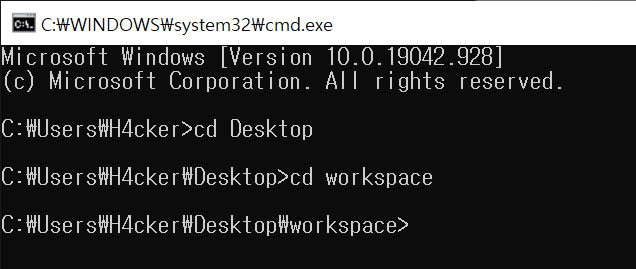 C:₩WINDOWS₩system32₩cmd.exe
Microsoft Windows [Version 10.0.19042.928]
(c) Microsoft Corporation. All rights reserved.
C:₩Users₩H4cker>cd Desktop
C:₩Users₩H4cker₩Desktop>cd workspace
C:₩Users₩H4cker₩Desktop₩workspace>